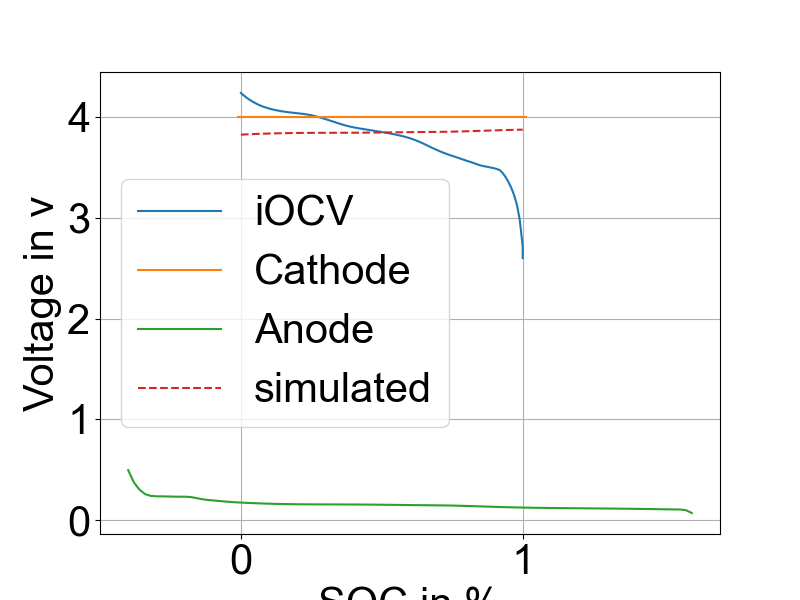 4
3
2
1
0
Voltage in v
iOCV
Cathode
Anode
simulated
0 1
SOC in %